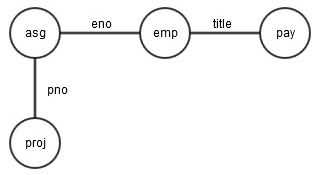 eno
title
asg
emp
pay
pno
proj